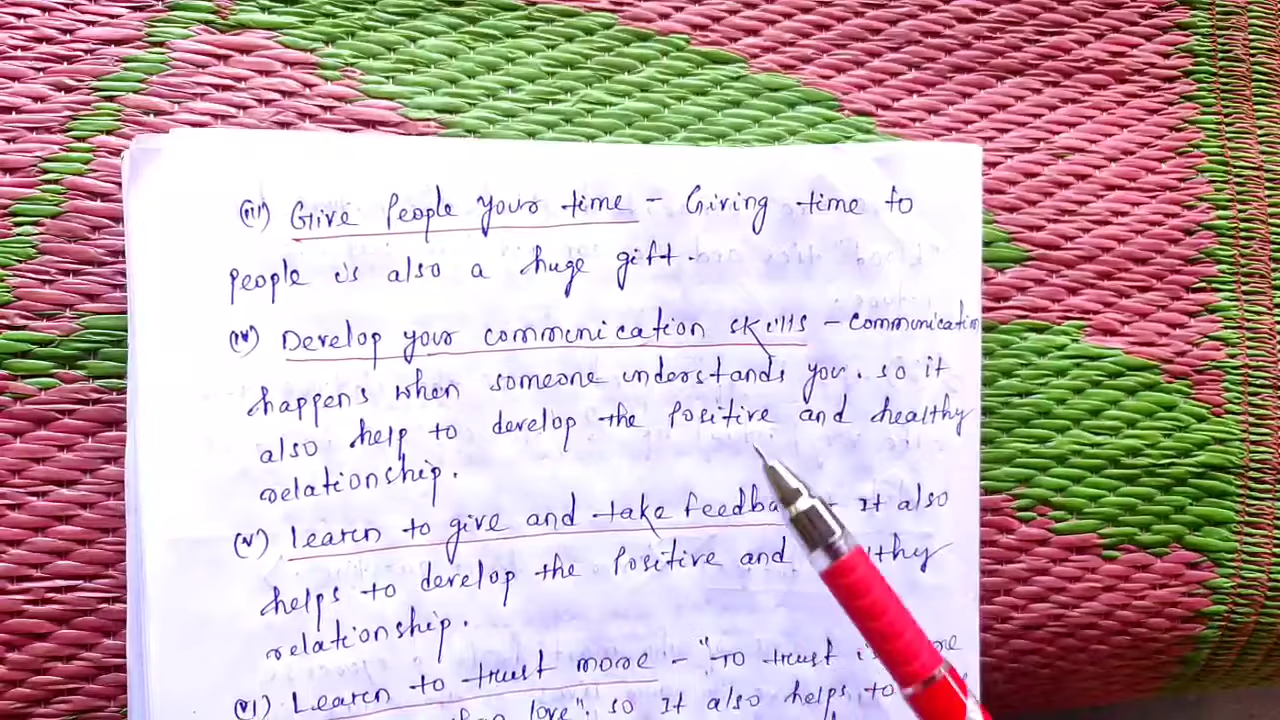 (iii) Give People your time - Giving time to
People is also a huge gift.
(iv) Develop your communication skills - communication
happens when someone understands you. so it
also help to develop the Positive and healthy
relationship.
(v) Learn to give and take feedba - It also
helps to develop the Positive and thy
relationship.
(vi) Learn to trust more - "To trust
love". so It also helps to